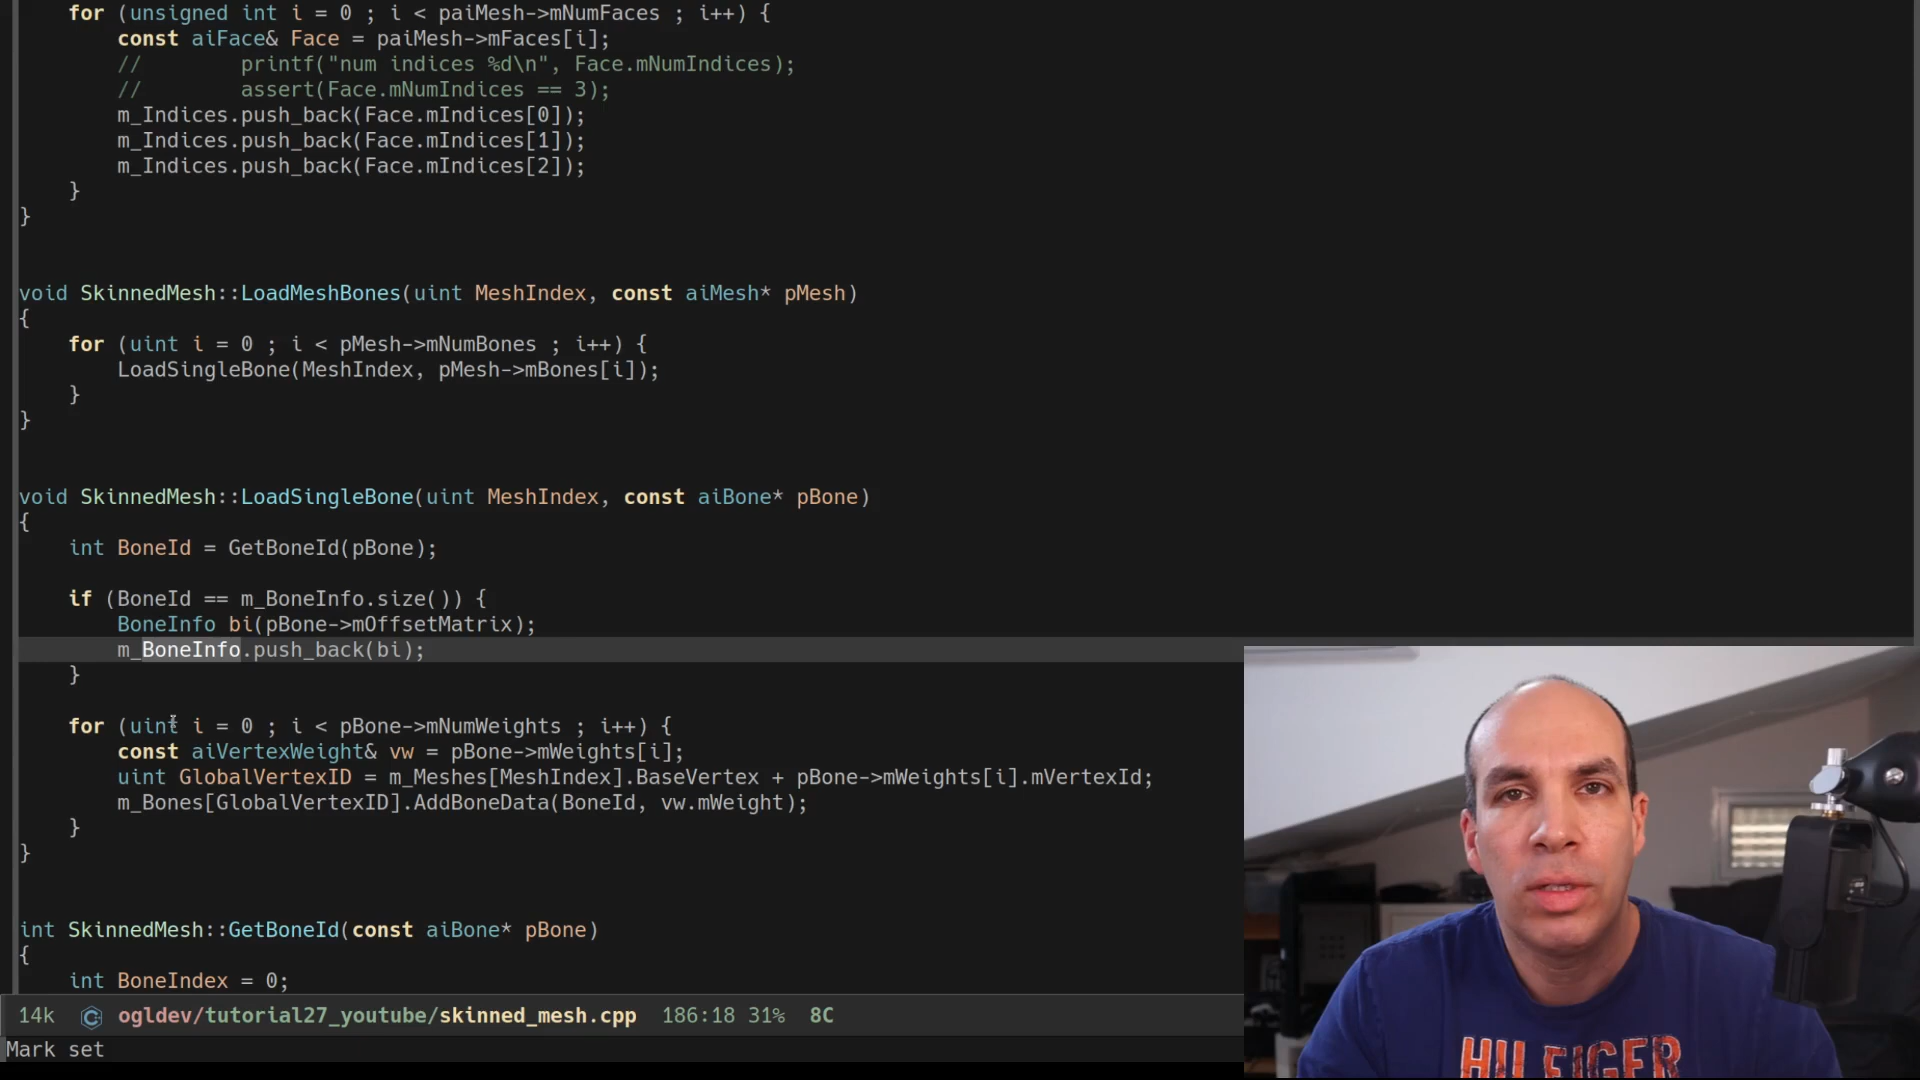 for (unsigned int i = 0 ; i < paiMesh->mNumFaces ; i++) {
const aiFace& Face = paiMesh->mFaces[i];
// printf("num indices %d\n", Face.mNumIndices);
// assert(Face.mNumIndices == 3);
m_Indices.push_back(Face.mIndices[0]);
m_Indices.push_back(Face.mIndices[1]);
m_Indices.push_back(Face.mIndices[2]);
}
}
void SkinnedMesh::LoadMeshBones(uint MeshIndex, const aiMesh* pMesh)
{
for (uint i = 0 ; i < pMesh->mNumBones ; i++) {
LoadSingleBone(MeshIndex, pMesh->mBones[i]);
}
}
void SkinnedMesh::LoadSingleBone(uint MeshIndex, const aiBone* pBone)
{
int BoneId = GetBoneId(pBone);
if (BoneId == m_BoneInfo.size()) {
BoneInfo bi(pBone->mOffsetMatrix);
m_BoneInfo.push_back(bi);
}
for (uint i = 0 ; i < pBone->mNumWeights ; i++) {
const aiVertexWeight& vw = pBone->mWeights[i];
uint GlobalVertexID = m_Meshes[MeshIndex].BaseVertex + pBone->mWeights[i].mVertexId;
m_Bones[GlobalVertexID].AddBoneData(BoneId, vw.mWeight);
}
}
int SkinnedMesh::GetBoneId(const aiBone* pBone)
{
int BoneIndex = 0;
14k ogldev/tutorial27_youtube/skinned_mesh.cpp 186:18 31% 8C
Mark set
HILFIGER